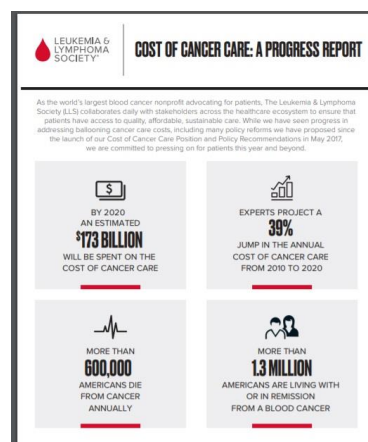 LEUKEMIA &
LYMPHOMA
SOCIETY®
COST OF CANCER CARE: A PROGRESS REPORT
As the world's largest blood cancer nonprofit advocating for patients, The Leukemia & Lymphoma
Society (LLS) collaborates daily with stakeholders across the healthcare ecosystem to ensure that
patients have access to quality, affordable, sustainable care. While we have seen progress in
addressing ballooning cancer care costs, including many policy reforms we have proposed since
the launch of our Cost of Cancer Care Position and Policy Recommendations in May 2017,
we are committed to pressing on for patients this year and beyond.
$
BY 2020
AN ESTIMATED
$173 BILLION
WILL BE SPENT ON THE
COST OF CANCER CARE
EXPERTS PROJECT A
39%
JUMP IN THE ANNUAL
COST OF CANCER CARE
FROM 2010 TO 2020
MORE THAN
600,000
AMERICANS DIE
FROM CANCER
ANNUALLY
MORE THAN
1.3 MILLION
AMERICANS ARE LIVING WITH
OR IN REMISSION
FROM A BLOOD CANCER